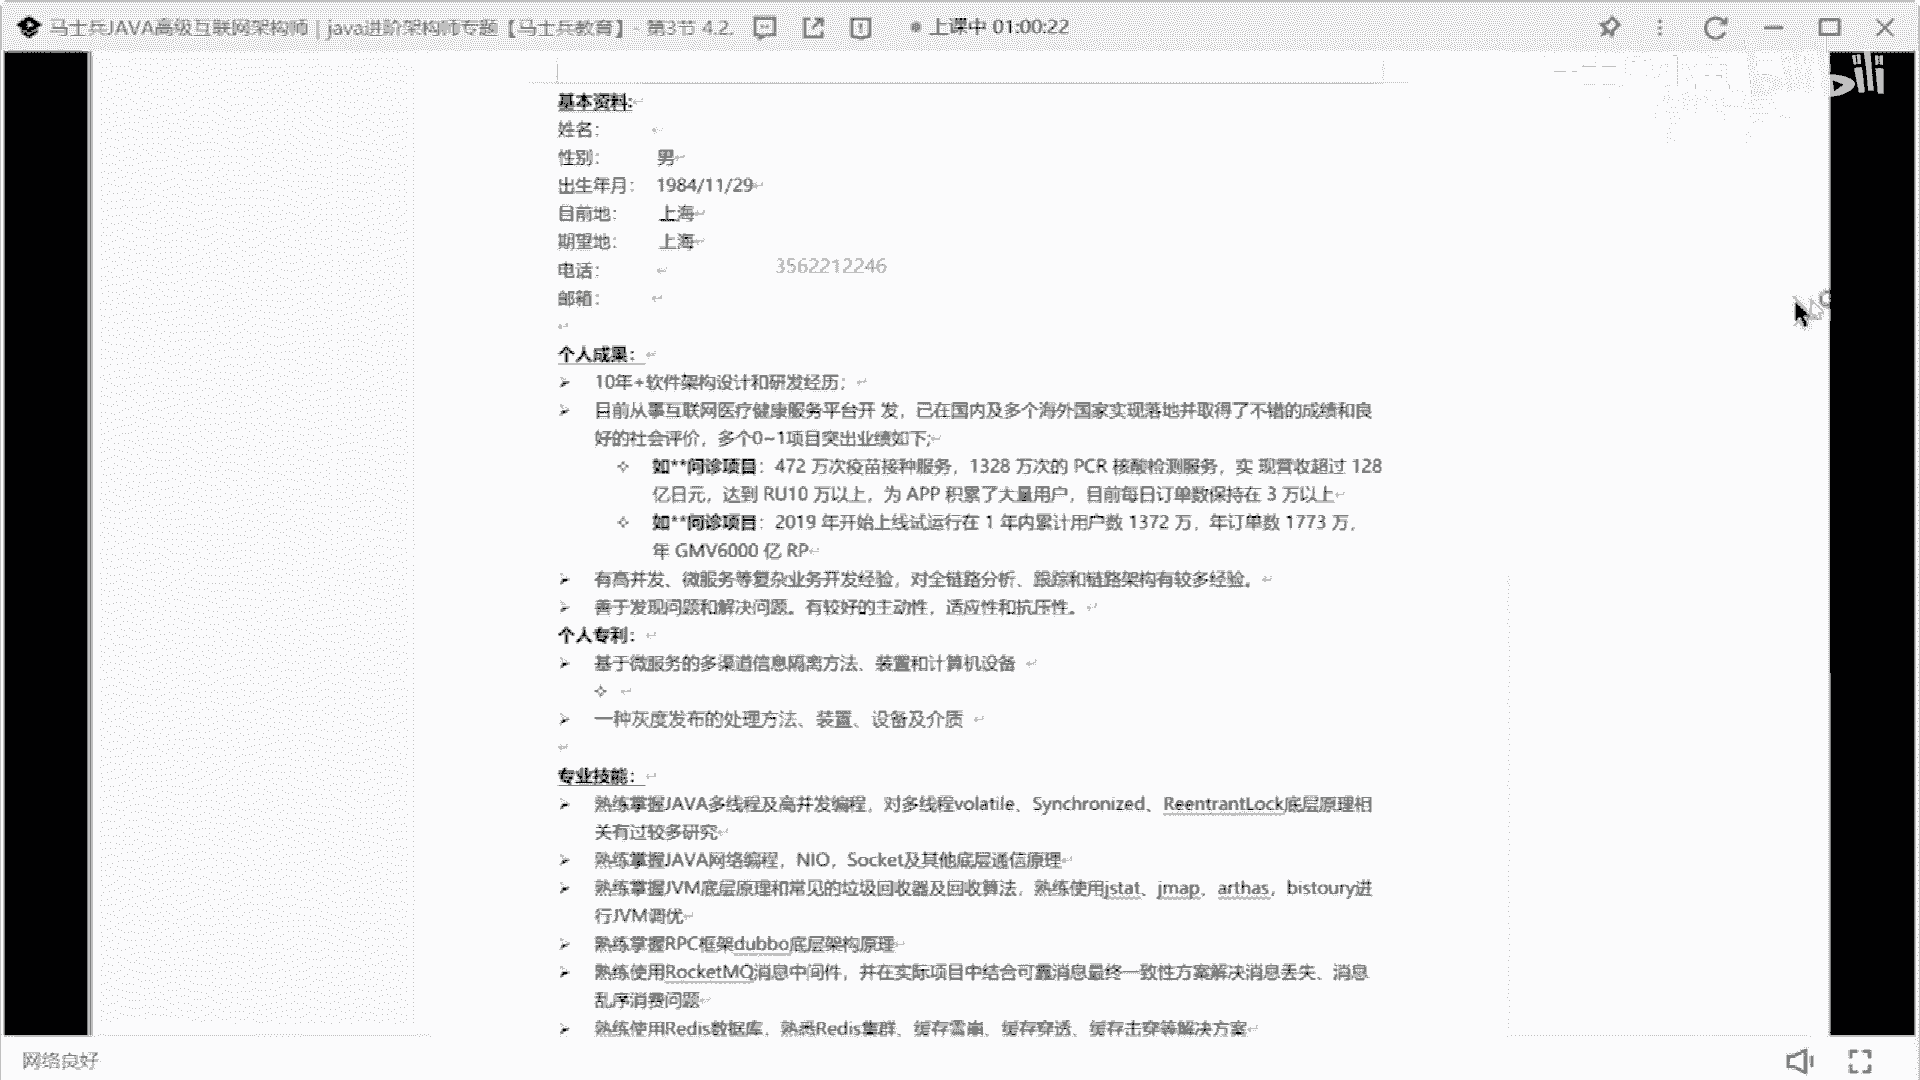 马士兵JAVA高级互联网架构师 | java进阶架构师专题【马士兵教育】 - 第3节 4.2. 上课中 01:00:22
基本资料:
姓名：
性别： 男
出生年月： 1984/11/29
目前地： 上海
期望地： 上海
电话： 3562212246
邮箱：
个人成果：
10年+软件架构设计和研发经历；
目前从事互联网医疗健康服务平台开 发，已在国内及多个海外国家实现落地并取得了不错的成绩和良
好的社会评价，多个0~1项目突出业绩如下;
如**问诊项目：472 万次疫苗接种服务，1328 万次的 PCR 核酸检测服务，实 现营收超过 128
亿日元，达到 RU10 万以上，为 APP 积累了大量用户，目前每日订单数保持在 3 万以上
如**问诊项目：2019 年开始上线试运行在 1 年内累计用户数 1372 万，年订单数 1773 万，
年 GMV6000 亿 RP
有高并发、微服务等复杂业务开发经验，对全链路分析、跟踪和链路架构有较多经验。
善于发现问题和解决问题。有较好的主动性，适应性和抗压性。
个人专利：
基于微服务的多渠道信息隔离方法、装置和计算机设备
一种灰度发布的处理方法、装置、设备及介质
专业技能：
熟练掌握JAVA多线程及高并发编程，对多线程volatile、Synchronized、ReentrantLock底层原理相
关有过较多研究
熟练掌握JAVA网络编程，NIO，Socket及其他底层通信原理
熟练掌握JVM底层原理和常见的垃圾回收器及回收算法，熟练使用jstat、jmap，arthas，bistoury进
行JVM调优
熟练掌握RPC框架dubbo底层架构原理
熟练使用RocketMQ消息中间件，并在实际项目中结合可靠消息最终一致性方案解决消息丢失、消息
乱序消费问题
熟练使用Redis数据库，熟悉Redis集群、缓存雪崩、缓存穿透、缓存击穿等解决方案
网络良好